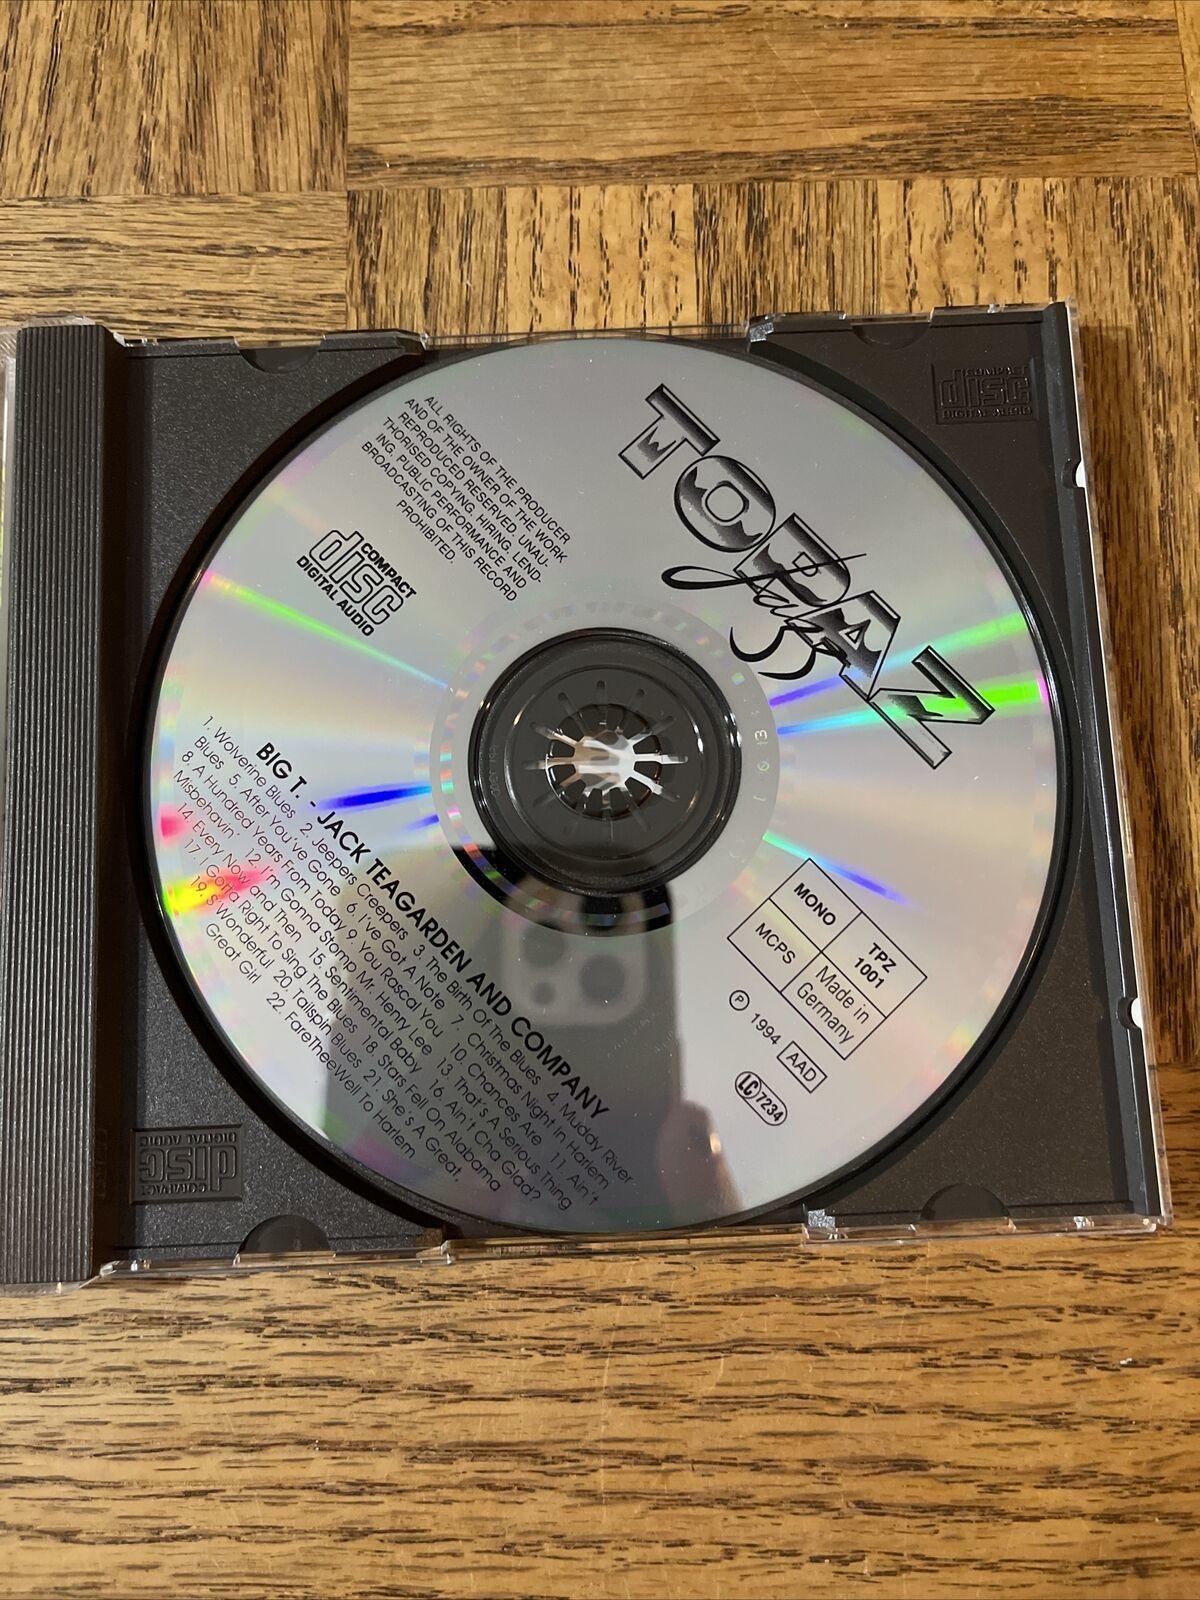 TOPAZ
Jazz
ALL RIGHTS OF THE PRODUCER
AND OF THE OWNER OF THE WORK
REPRODUCED RESERVED. UNAU-
THORISED COPYING, HIRING, LEND-
ING, PUBLIC PERFORMANCE AND
BROADCASTING OF THIS RECORD
PROHIBITED.
COMPACT
disc
DIGITAL AUDIO
MONO
TPZ
1001
MCPS
Made in
Germany
℗ 1994 AAD
LC 7234
BIG T. - JACK TEAGARDEN AND COMPANY
1. Wolverine Blues 2. Jeepers Creepers 3. The Birth Of The Blues 4. Muddy River
Blues 5. After You've Gone 6. I've Got A Note 7. Christmas Night In Harlem
8. A Hundred Years From Today 9. You Rascal You 10. Chances Are 11. Ain't
Misbehavin' 12. I'm Gonna Stomp Mr. Henry Lee 13. That's A Serious Thing
14. Every Now and Then 15. Sentimental Baby 16. Ain't Cha Glad?
17. I Gotta Right To Sing The Blues 18. Stars Fell On Alabama
19. S'Wonderful 20. Tailspin Blues 21. She's A Great,
Great Girl 22. FareTheeWell To Harlem
COMPACT
disc
DIGITAL AUDIO
COMPACT
disc
DIGITAL AUDIO